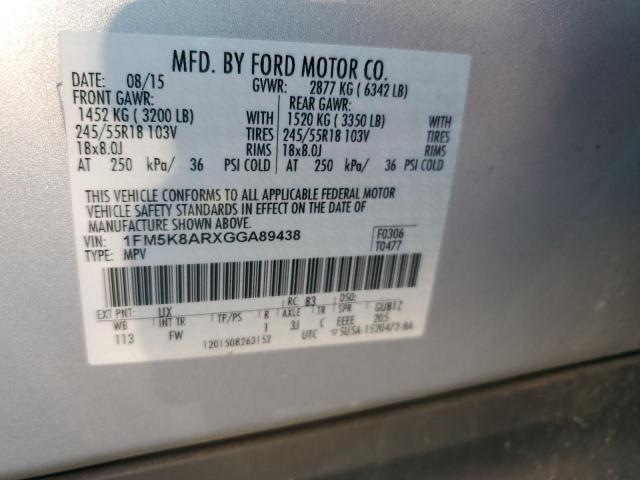 MFD. BY FORD MOTOR CO.
DATE: 08/15 GVWR: 2877 KG ( 6342 LB)
FRONT GAWR: REAR GAWR:
1452 KG ( 3200 LB) WITH 1520 KG ( 3350 LB) WITH
245/55R18 103V TIRES 245/55R18 103V TIRES
18x8.0J RIMS 18x8.0J RIMS
AT 250 kPa/ 36 PSI COLD AT 250 kPa/ 36 PSI COLD
THIS VEHICLE CONFORMS TO ALL APPLICABLE FEDERAL MOTOR
VEHICLE SAFETY STANDARDS IN EFFECT ON THE DATE OF
MANUFACTURE SHOWN ABOVE.
VIN: 1FM5K8ARXGGA89438 F0306
TYPE: MPV T0477
EXT PNT: UX RC: 83 DSO:
WB INT TR TP/PS R AXLE TR SPR
113 FW I 3J C EEEE 205
1201508263152 UTC